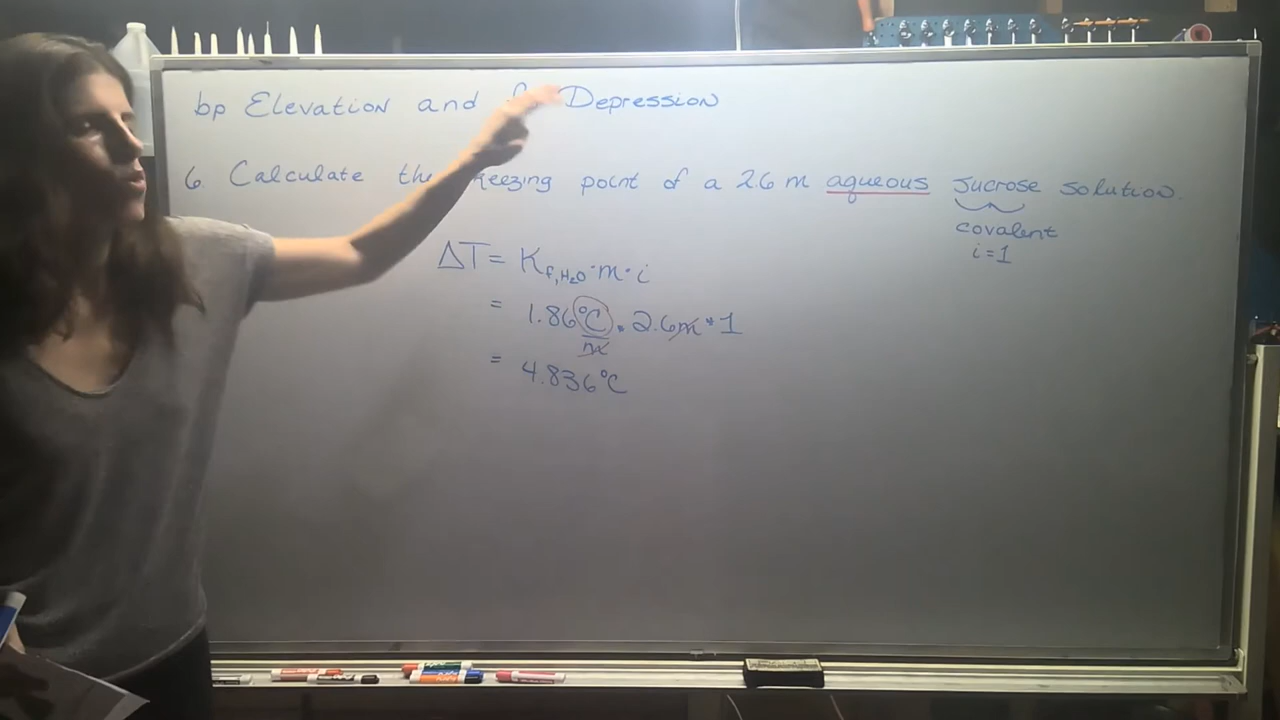 bp Elevation and Depression
6. Calculate the freezing point of a 2.6 m aqueous sucrose solution.
covalent
i=1
ΔT = Kf,H₂O·m·i
= 1.86 °C/m • 2.6m * 1
= 4.836°C